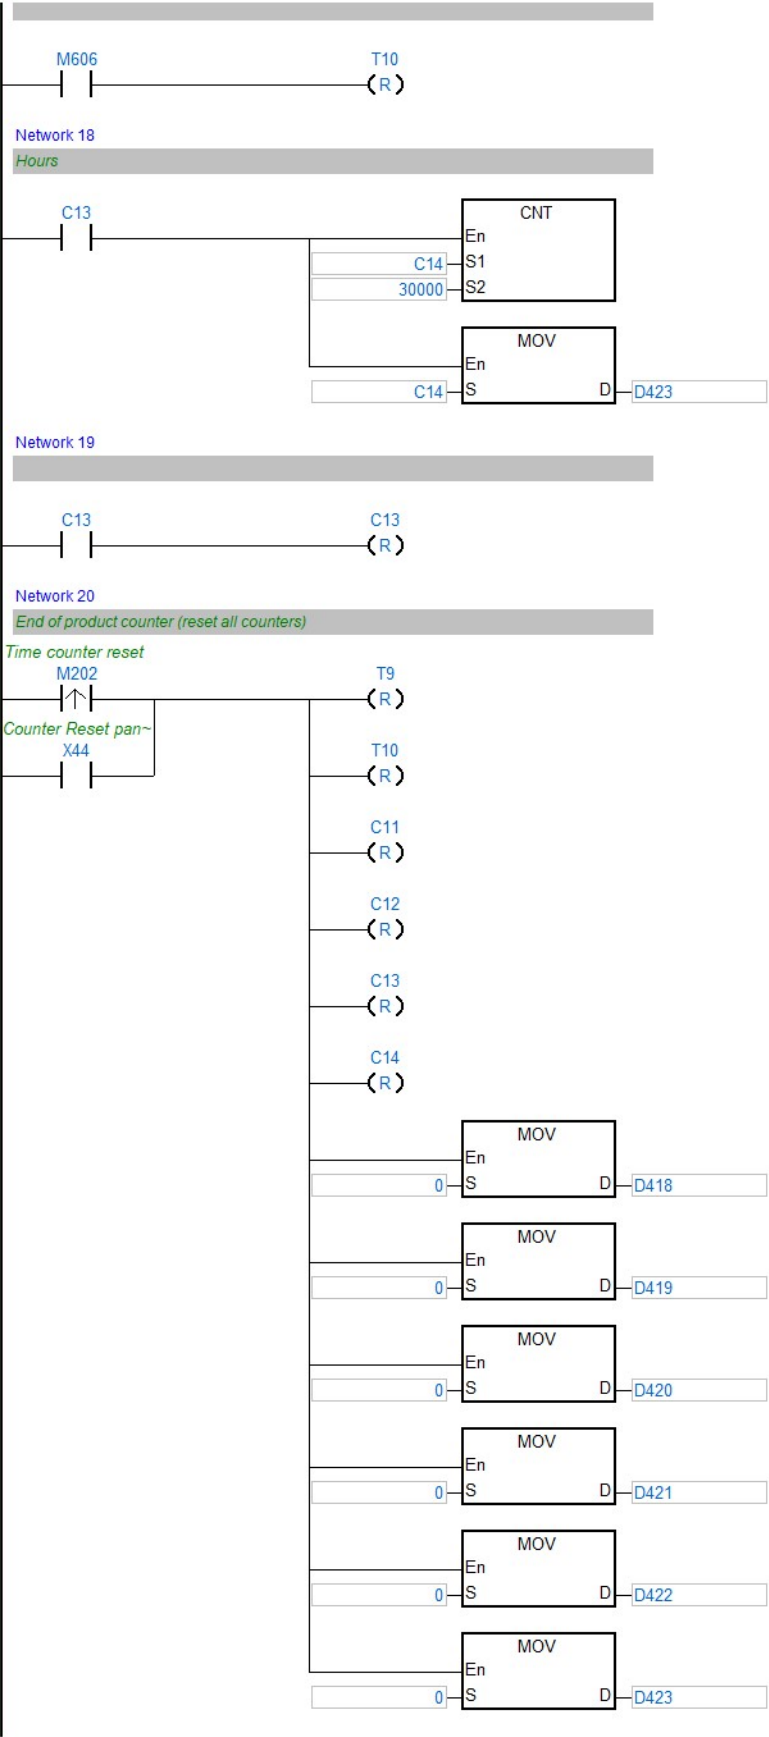 M606 T10
R
Network 18
Hours
C13 CNT
En
C14 S1
30000 S2
MOV
En
C14 S D D423
Network 19
C13 C13
R
Network 20
End of product counter (reset all counters)
Time counter reset
M202 T9
R
Counter Reset pan~
X44 T10
R
C11
R
C12
R
C13
R
C14
R
MOV
En
0 S D D418
MOV
En
0 S D D419
MOV
En
0 S D D420
MOV
En
0 S D D421
MOV
En
0 S D D422
MOV
En
0 S D D423